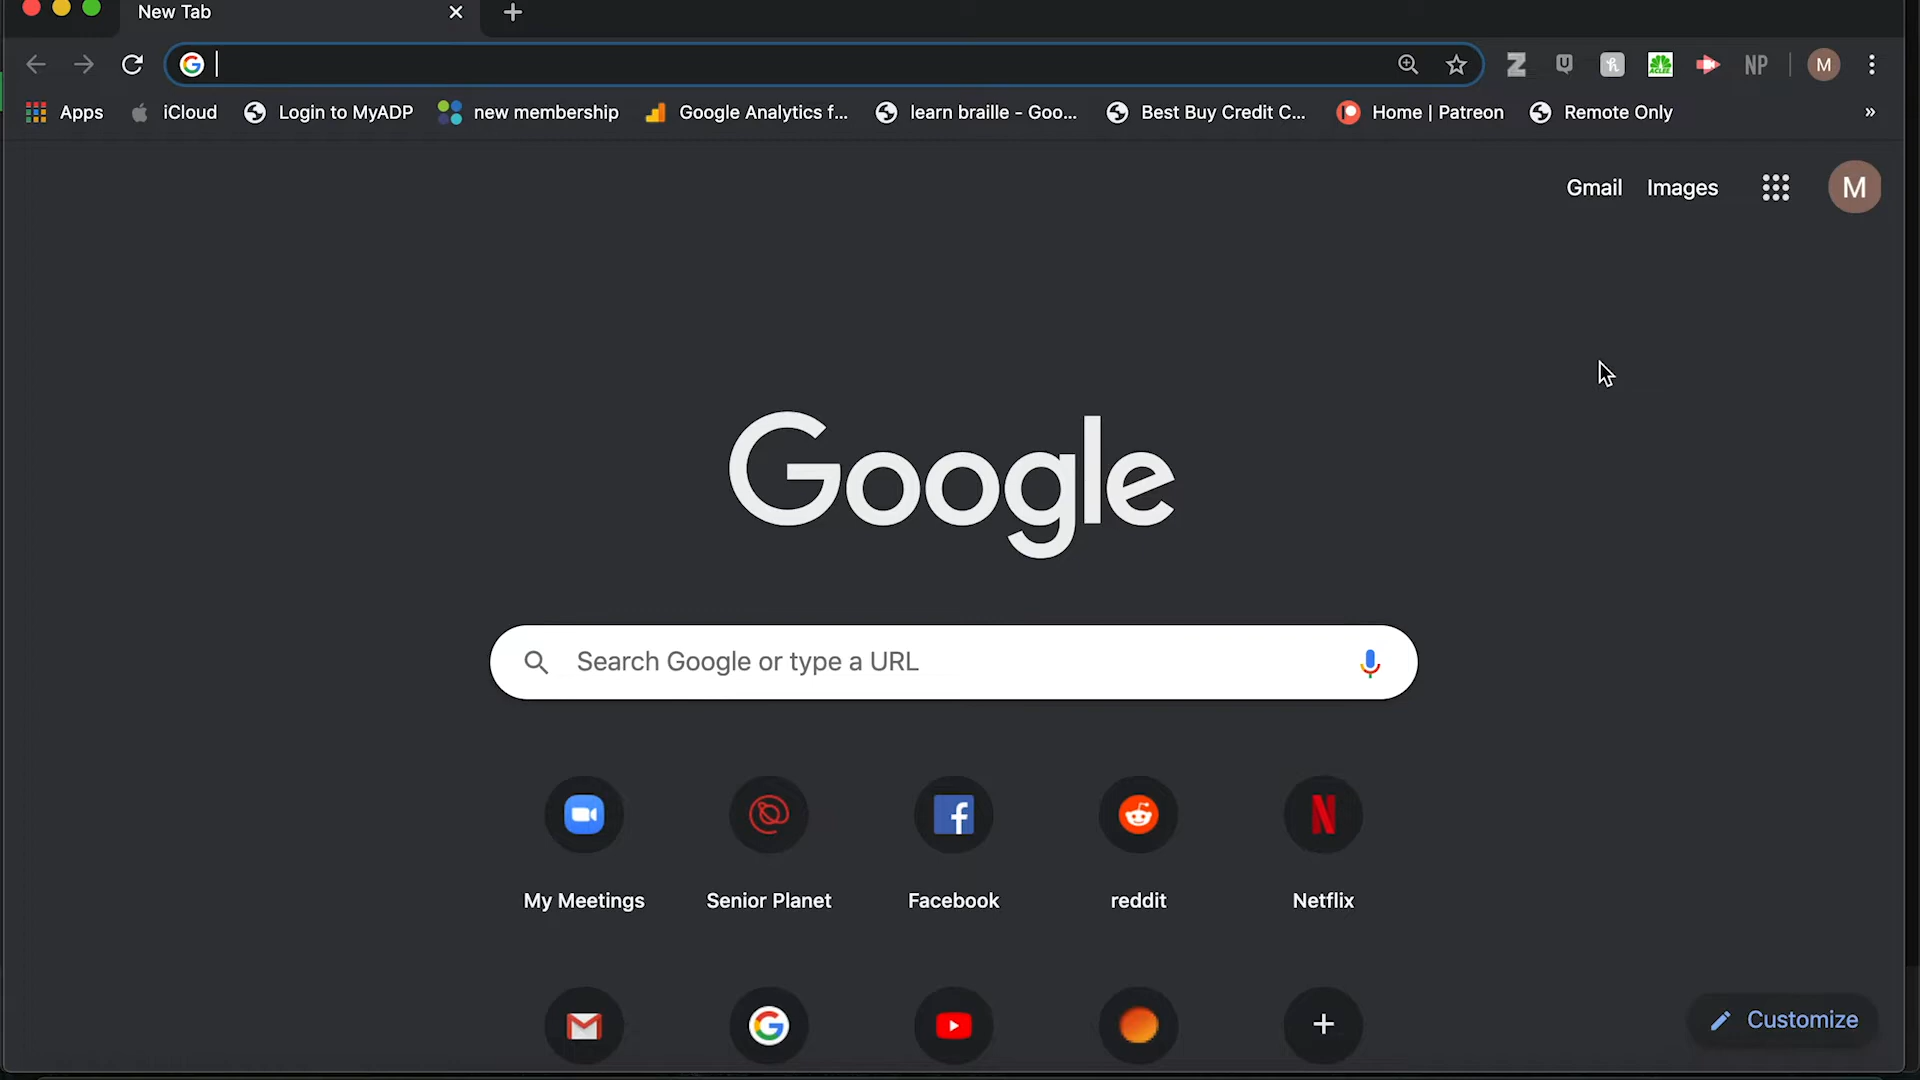 New Tab
NP M
Apps iCloud Login to MyADP new membership Google Analytics f... learn braille - Goo... Best Buy Credit C... Home | Patreon Remote Only »
Gmail Images M
Google
Search Google or type a URL
My Meetings Senior Planet Facebook reddit Netflix
Customize